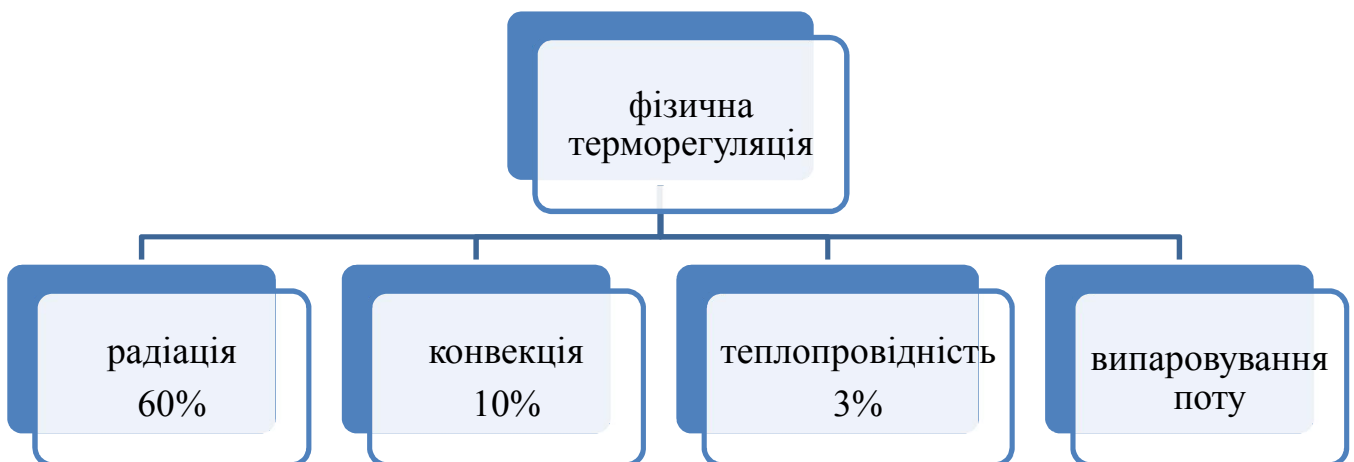 фізична
терморегуляція
радіація
60%
конвекція
10%
теплопровідність
3%
випаровування
поту